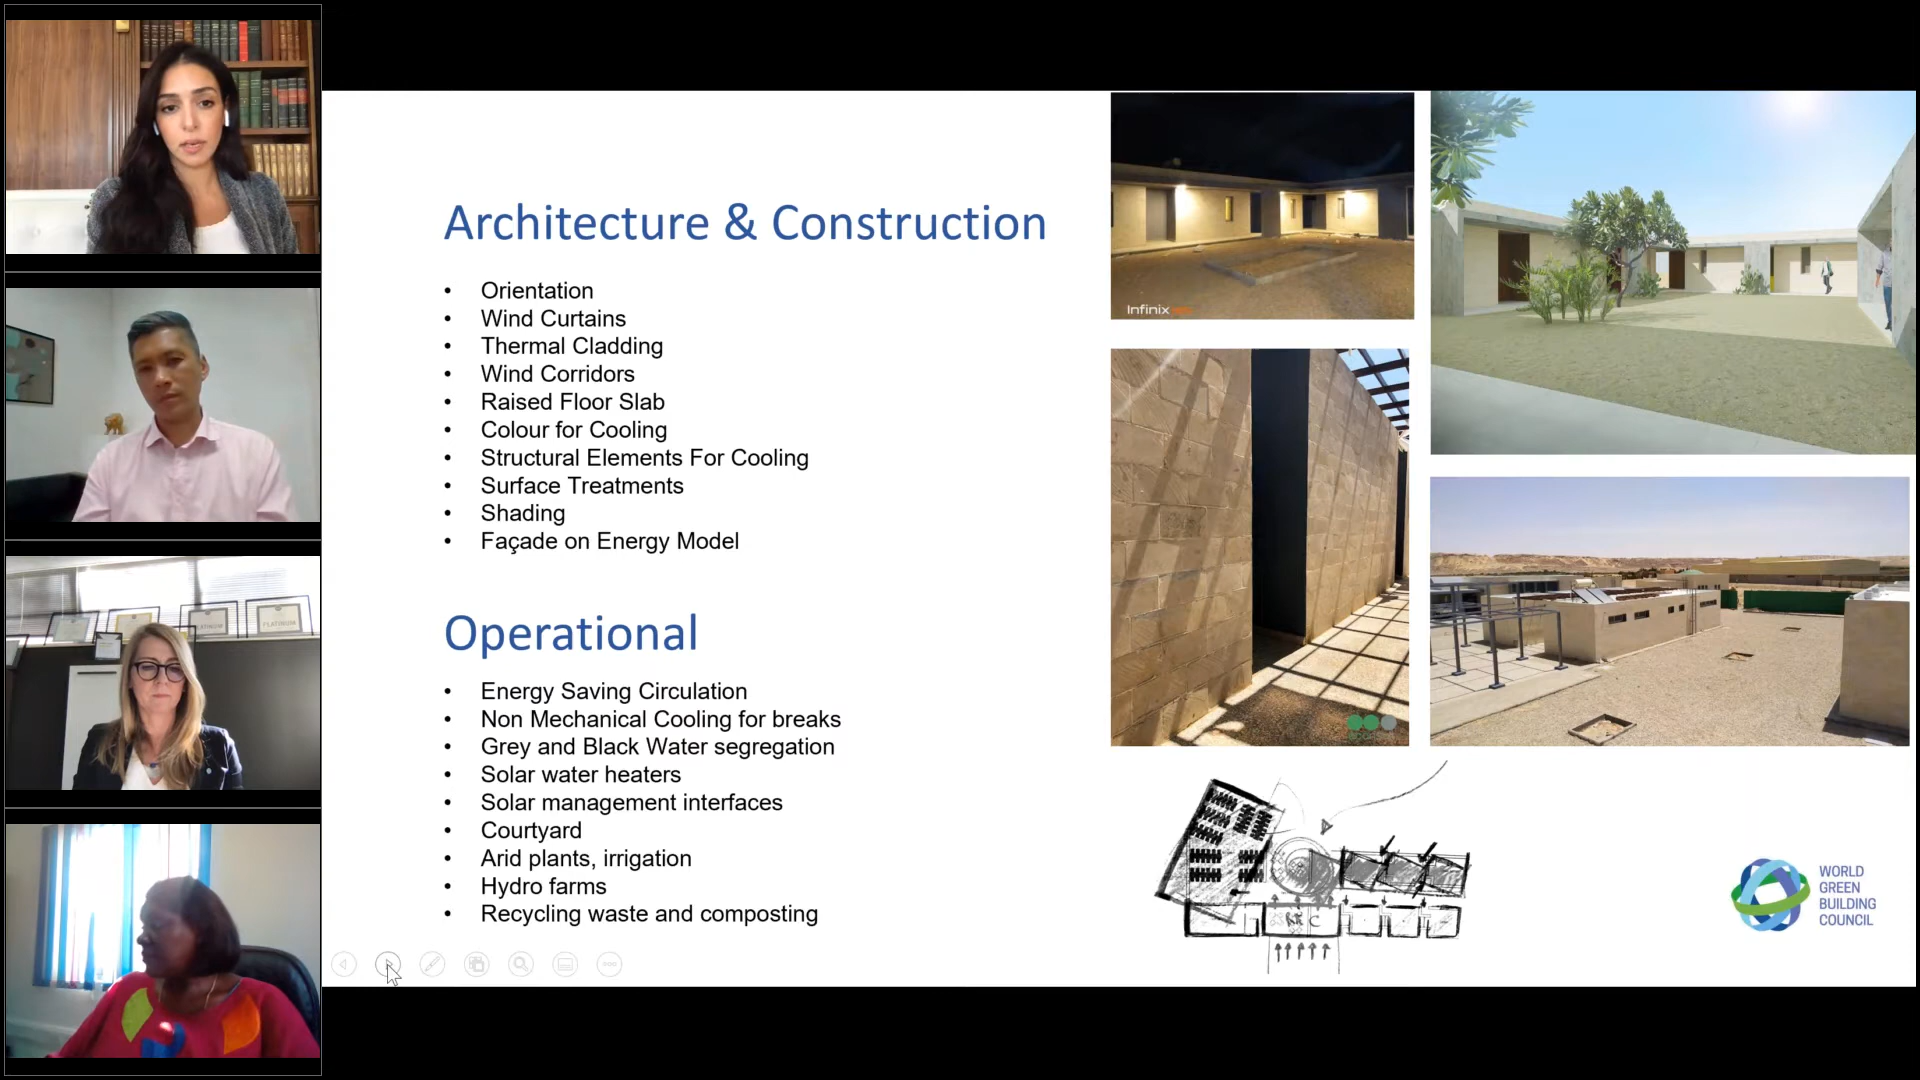 Architecture & Construction
• Orientation
• Wind Curtains
• Thermal Cladding
• Wind Corridors
• Raised Floor Slab
• Colour for Cooling
• Structural Elements For Cooling
• Surface Treatments
• Shading
• Façade on Energy Model
Operational
• Energy Saving Circulation
• Non Mechanical Cooling for breaks
• Grey and Black Water segregation
• Solar water heaters
• Solar management interfaces
• Courtyard
• Arid plants, irrigation
• Hydro farms
• Recycling waste and composting
Infinix
WORLD
GREEN
BUILDING
COUNCIL
PLATINUM